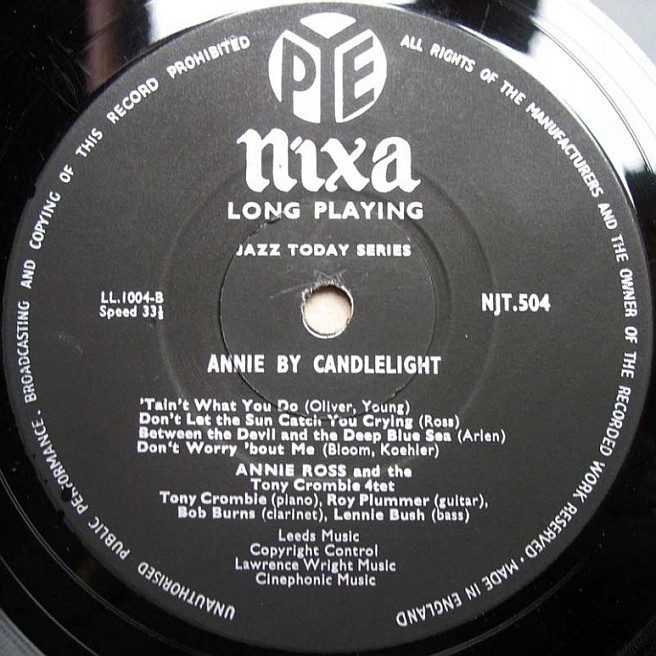 PYE
nixa
LONG PLAYING
JAZZ TODAY SERIES
LL.1004-B
Speed 33⅓
NJT.504
ANNIE BY CANDLELIGHT
'Tain't What You Do (Oliver, Young)
Don't Let the Sun Catch You Crying (Ross)
Between the Devil and the Deep Blue Sea (Arlen)
Don't Worry 'bout Me (Bloom, Koehler)
ANNIE ROSS and the
Tony Crombie 4tet
Tony Crombie (piano), Roy Plummer (guitar),
Bob Burns (clarinet), Lennie Bush (bass)
Leeds Music
Copyright Control
Lawrence Wright Music
Cinephonic Music
ALL RIGHTS OF THE MANUFACTURERS AND THE OWNER OF THE RECORDED WORK RESERVED · MADE IN ENGLAND
UNAUTHORISED PUBLIC PERFORMANCE, BROADCASTING AND COPYING OF THIS RECORD PROHIBITED